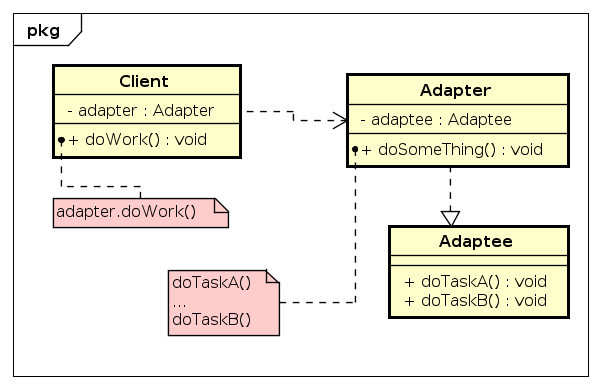 pkg
Client
- adapter : Adapter
+ doWork() : void
adapter.doWork()
Adapter
- adaptee : Adaptee
+ doSomeThing() : void
doTaskA()
...
doTaskB()
Adaptee
+ doTaskA() : void
+ doTaskB() : void